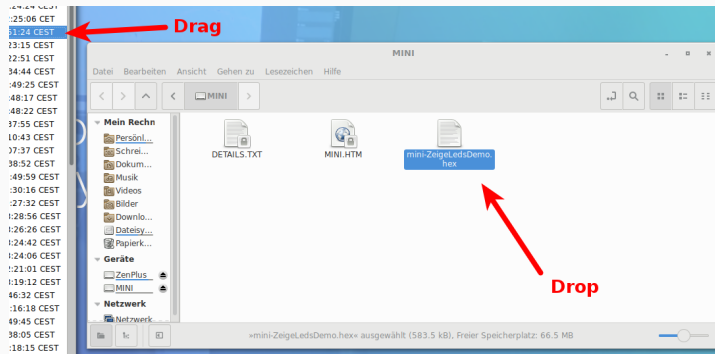 :24:24 CEST
:25:06 CET
51:24 CEST
23:15 CEST
22:51 CEST
34:44 CEST
:49:25 CEST
:48:17 CEST
:48:22 CEST
37:55 CEST
10:43 CEST
07:37 CEST
38:52 CEST
:49:59 CEST
:30:16 CEST
:27:32 CEST
:28:56 CEST
:26:26 CEST
:24:42 CEST
:24:06 CEST
:21:01 CEST
:19:12 CEST
46:32 CEST
:16:18 CEST
49:45 CEST
38:05 CEST
:18:15 CEST
Drag
MINI
Datei Bearbeiten Ansicht Gehen zu Lesezeichen Hilfe
MINI
Mein Rechn
Persönl...
Schrei...
Dokum...
Musik
Videos
Bilder
Downlo...
Dateisy...
Papierk...
Geräte
ZenPlus
MINI
Netzwerk
Netzwerk
DETAILS.TXT
MINI.HTM
mini-ZeigeLedsDemo.
hex
Drop
»mini-ZeigeLedsDemo.hex« ausgewählt (583.5 kB), Freier Speicherplatz: 66.5 MB